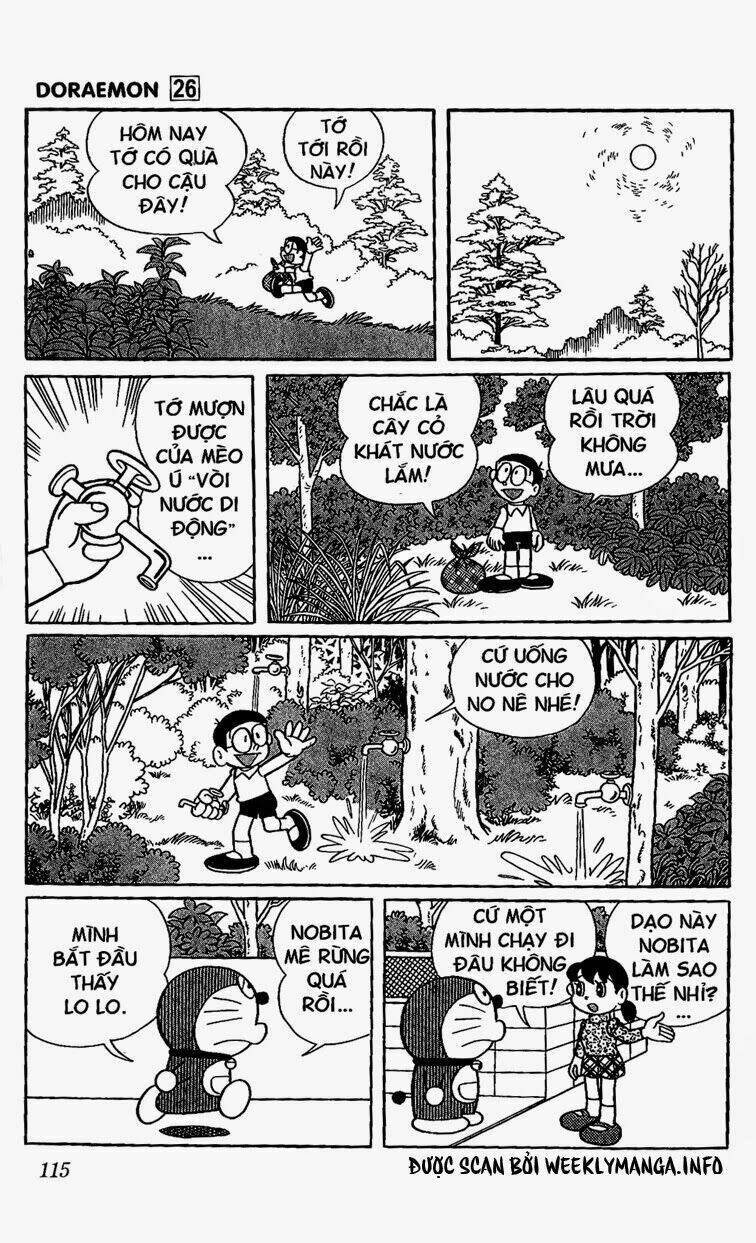 DORAEMON 26
TỚ
TỚI RỒI
NÀY!
HÔM NAY
TỚ CÓ QUÀ
CHO CẬU
ĐÂY!
LÂU QUÁ
RỒI TRỜI
KHÔNG
MƯA...
CHẮC LÀ
CÂY CỎ
KHÁT NƯỚC
LẮM!
TỚ MƯỢN
ĐƯỢC
CỦA MÈO
Ú “VÒI
NƯỚC DI
ĐỘNG”
...
CỨ UỐNG
NƯỚC CHO
NO NÊ NHÉ!
DẠO NÀY
NOBITA
LÀM SAO
THẾ NHỈ?
...
CỨ MỘT
MÌNH CHẠY ĐI
ĐÂU KHÔNG
BIẾT!
NOBITA
MÊ RỪNG
QUÁ
RỒI...
MÌNH
BẮT ĐẦU
THẤY
LO LO.
115
ĐƯỢC SCAN BỞI WEEKLYMANGA.INFO